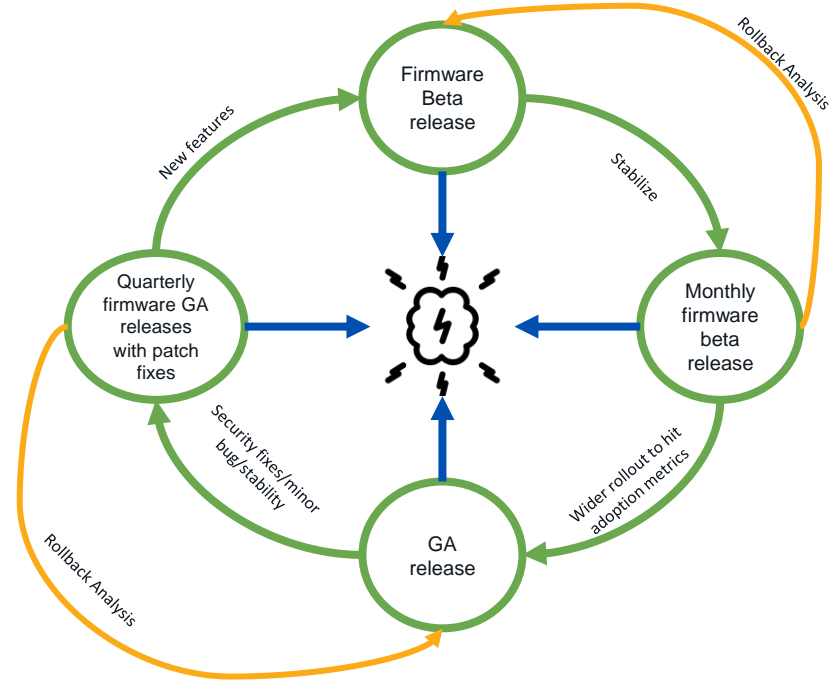 Firmware
Beta
release
Rollback Analysis
New features
Stabilize
Quarterly
firmware GA
releases
with patch
fixes
Monthly
firmware
beta
release
Security fixes/minor
bug/stability
Wider rollout to hit
adoption metrics
GA
release
Rollback Analysis